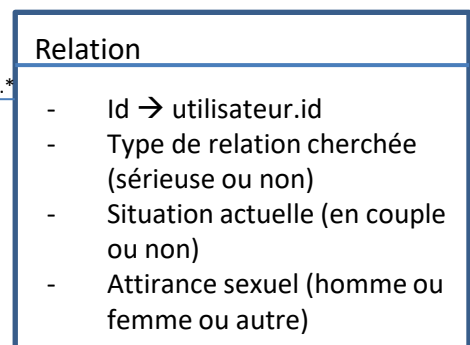 Relation
.*
- Id → utilisateur.id
- Type de relation cherchée
(sérieuse ou non)
- Situation actuelle (en couple
ou non)
- Attirance sexuel (homme ou
femme ou autre)